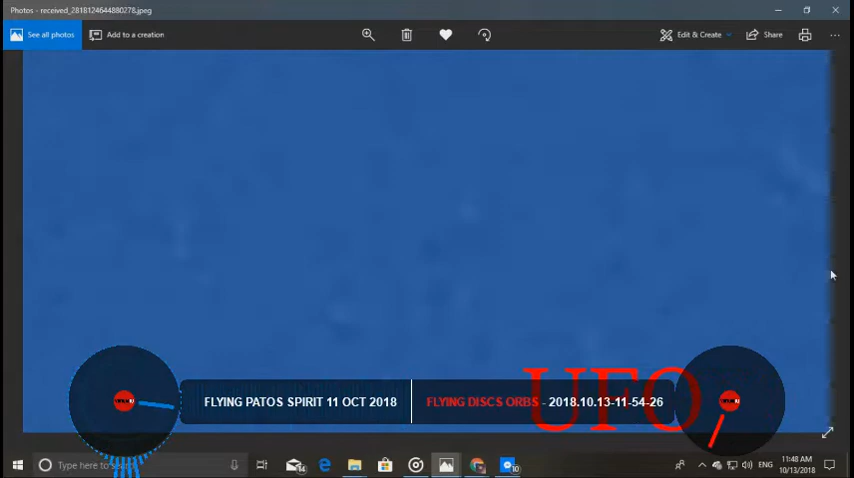 Photos - received_2818124644880278.jpeg
See all photos
Add to a creation
Edit & Create
Share
UFO
FLYING PATOS SPIRIT 11 OCT 2018
FLYING DISCS ORBS - 2018.10.13-11-54-26
Type here to search
14
10
ENG
11:48 AM
10/13/2018